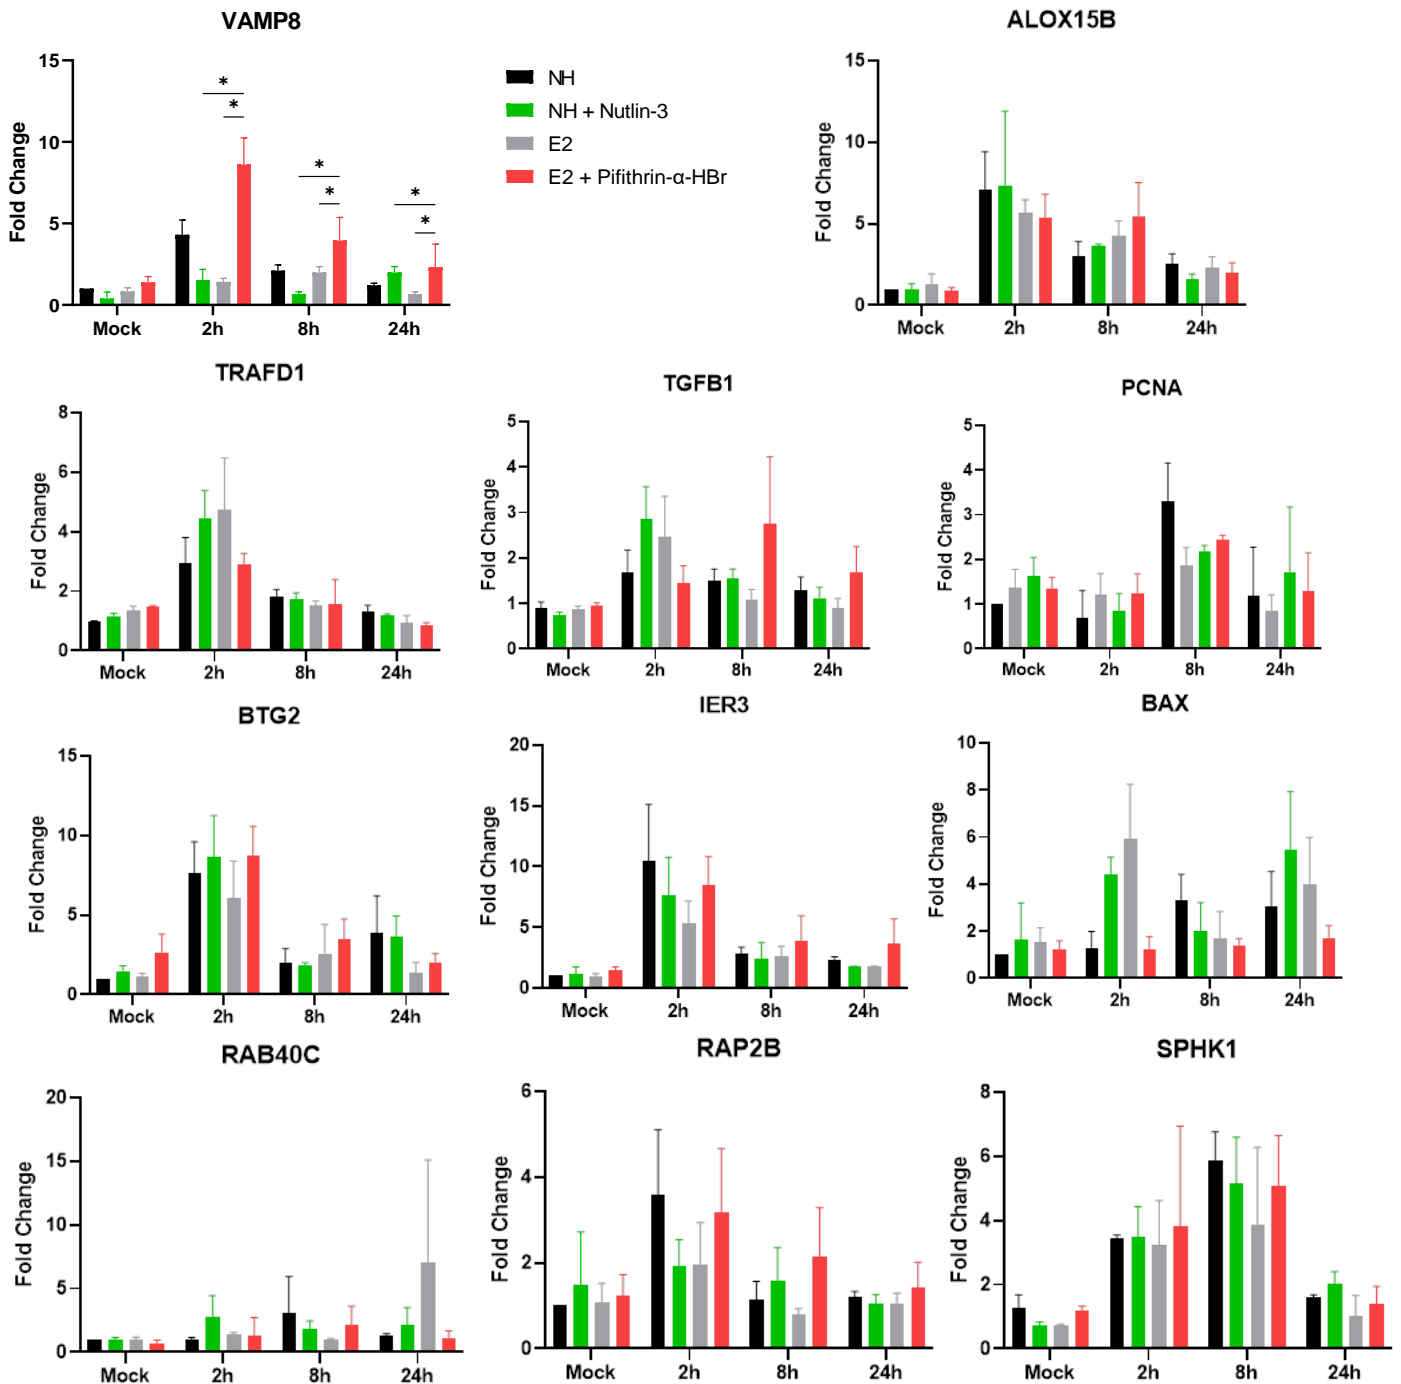 VAMP8
15
10
5
0
Fold Change
*
*
*
*
*
*
Mock 2h 8h 24h
NH
NH + Nutlin-3
E2
E2 + Pifithrin-α-HBr
ALOX15B
15
10
5
0
Fold Change
Mock 2h 8h 24h
TRAFD1
8
6
4
2
0
Fold Change
Mock 2h 8h 24h
TGFB1
5
4
3
2
1
0
Fold Change
Mock 2h 8h 24h
PCNA
5
4
3
2
1
0
Fold Change
Mock 2h 8h 24h
BTG2
15
10
5
0
Fold Change
Mock 2h 8h 24h
IER3
20
15
10
5
0
Fold Change
Mock 2h 8h 24h
BAX
10
8
6
4
2
0
Fold Change
Mock 2h 8h 24h
RAB40C
20
15
10
5
0
Fold Change
Mock 2h 8h 24h
RAP2B
6
4
2
0
Fold Change
Mock 2h 8h 24h
SPHK1
8
6
4
2
0
Fold Change
Mock 2h 8h 24h